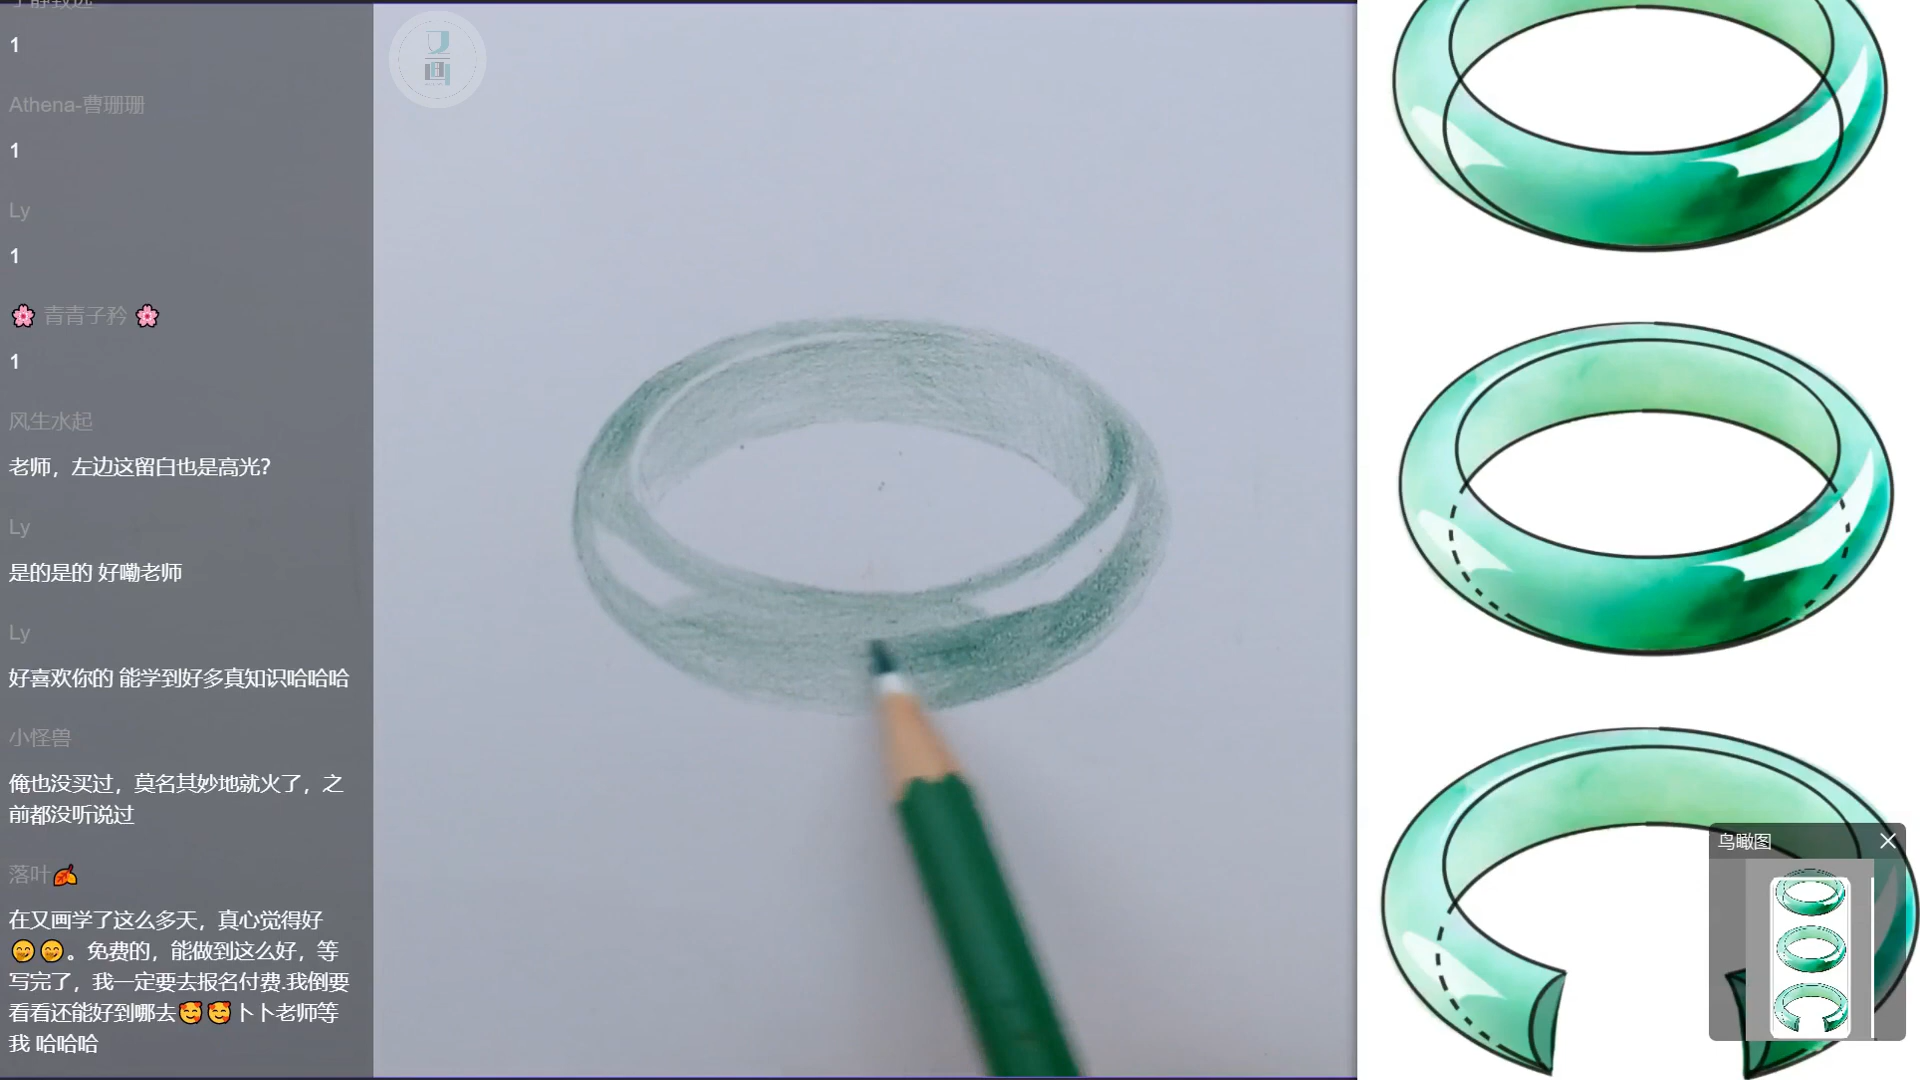 宁静致远
1
Athena-曹珊珊
1
Ly
1
🌸 青青子矜 🌸
1
风生水起
老师，左边这留白也是高光?
Ly
是的是的 好嘞老师
Ly
好喜欢你的 能学到好多真知识哈哈哈
小怪兽
俺也没买过，莫名其妙地就火了，之
前都没听说过
落叶🍂
在又画学了这么多天，真心觉得好
😊😊。免费的，能做到这么好，等
写完了，我一定要去报名付费.我倒要
看看还能好到哪去🥰🥰卜卜老师等
我 哈哈哈
又画
鸟瞰图